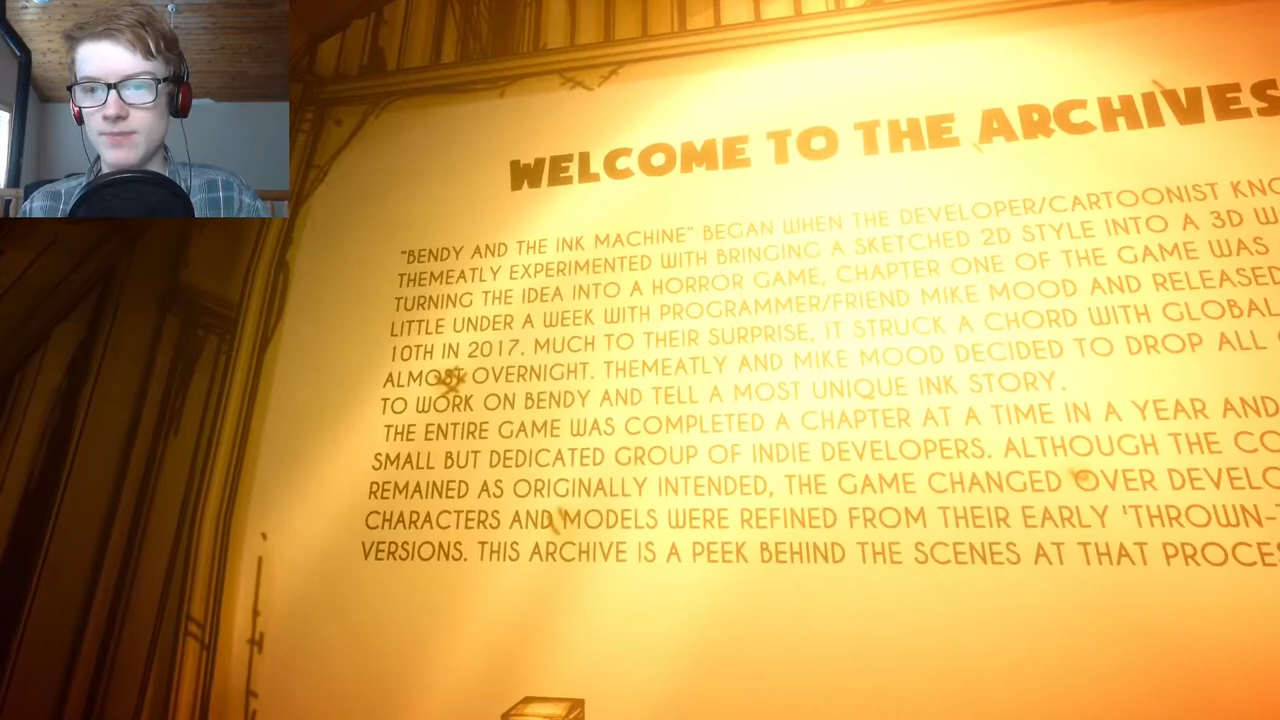 WELCOME TO THE ARCHIVES
"BENDY AND THE INK MACHINE" BEGAN WHEN THE DEVELOPER/CARTOONIST
THEMEATLY EXPERIMENTED WITH BRINGING A SKETCHED 2D STYLE INTO A 3D
TURNING THE IDEA INTO A HORROR GAME, CHAPTER ONE OF THE GAME WAS
LITTLE UNDER A WEEK WITH PROGRAMMER/FRIEND MIKE MOOD AND RELEASED
10TH IN 2017. MUCH TO THEIR SURPRISE, IT STRUCK A CHORD WITH GLOBAL
ALMOST OVERNIGHT. THEMEATLY AND MIKE MOOD DECIDED TO DROP ALL
TO WORK ON BENDY AND TELL A MOST UNIQUE INK STORY.
THE ENTIRE GAME WAS COMPLETED A CHAPTER AT A TIME IN A YEAR AND
SMALL BUT DEDICATED GROUP OF INDIE DEVELOPERS. ALTHOUGH THE
REMAINED AS ORIGINALLY INTENDED, THE GAME CHANGED OVER
CHARACTERS AND MODELS WERE REFINED FROM THEIR EARLY 'THROWN-
VERSIONS. THIS ARCHIVE IS A PEEK BEHIND THE SCENES AT THAT